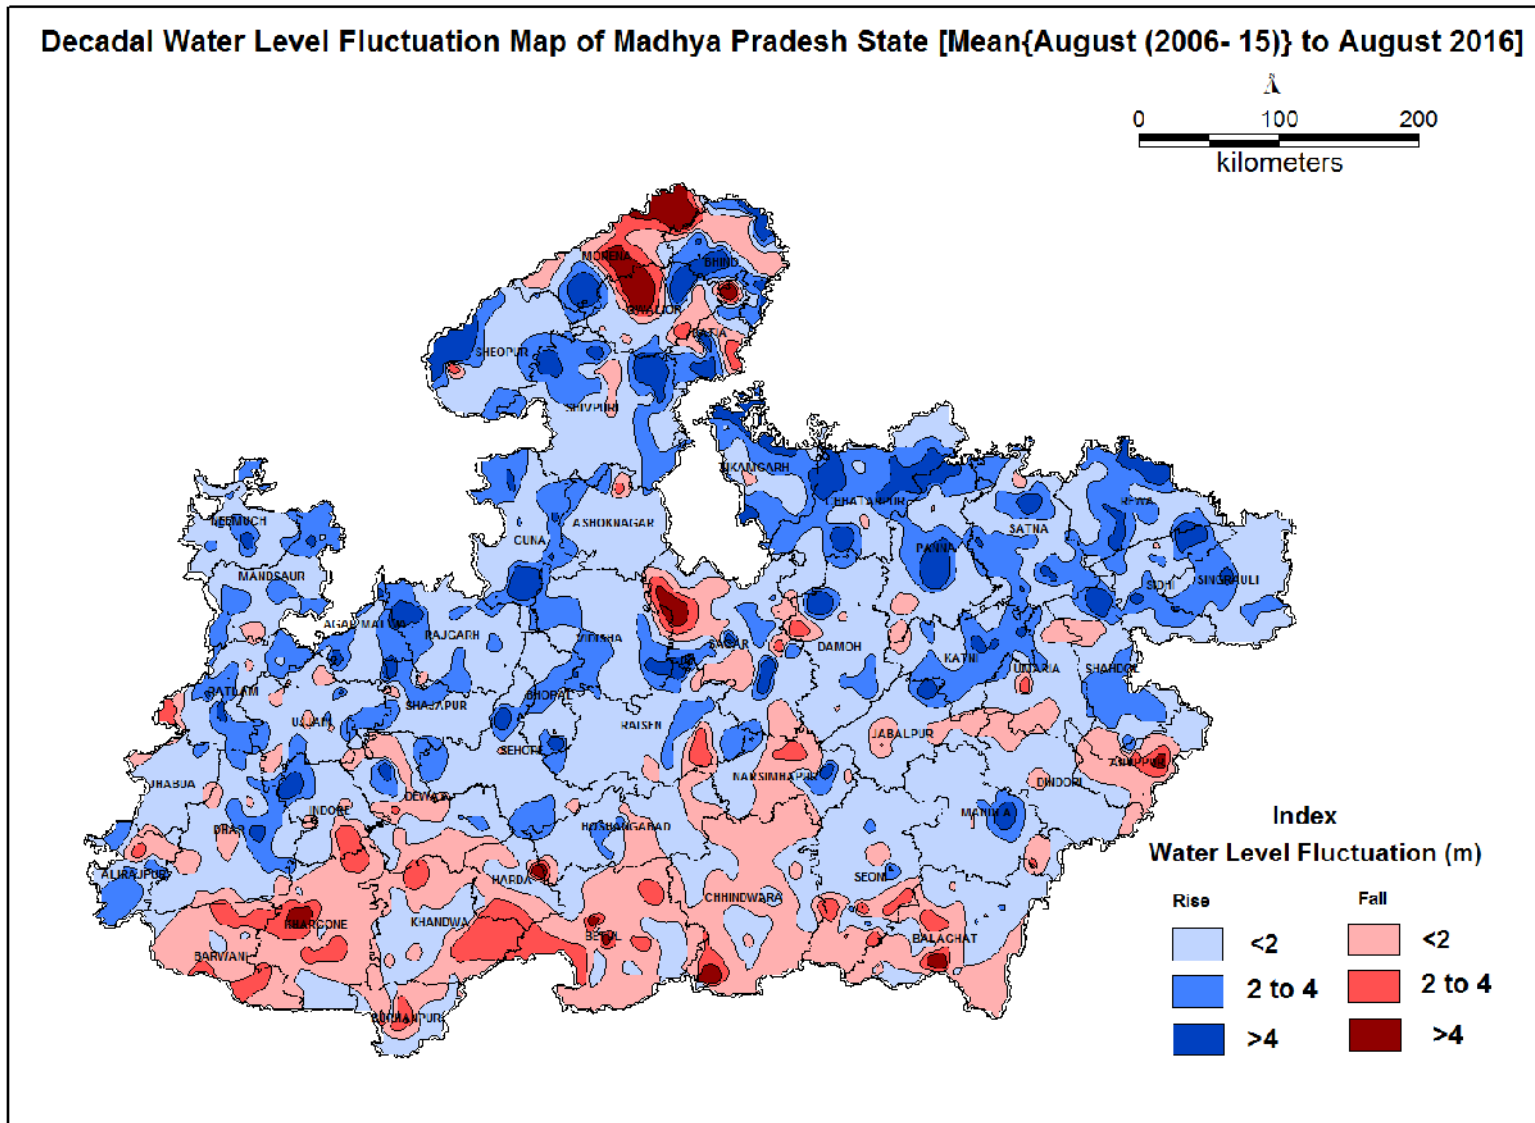 Decadal Water Level Fluctuation Map of Madhya Pradesh State [Mean{August (2006- 15)} to August 2016]
N
0 100 200
kilometers
MORENA
BHIND
GWALIOR
DATIA
SHEOPUR
SHIVPURI
TIKAMGARH
CHHATARPUR
REWA
NEEMUCH
ASHOKNAGAR
SATNA
GUNA
PANNA
MANDSAUR
SIDHI
SINGRAULI
AGAR MALWA
RAJGARH
VIDISHA
SAGAR
DAMOH
KATNI
UMARIA
SHAHDOL
RATLAM
BHOPAL
SHAJAPUR
UJJAIN
RAISEN
JABALPUR
SEHORE
ANUPPUR
JHABUA
NARSIMHAPUR
DINDORI
DEWAS
INDORE
MANDLA
DHAR
HOSHANGABAD
ALIRAJPUR
HARDA
SEONI
CHHINDWARA
KHARGONE
KHANDWA
BETUL
BALAGHAT
BARWANI
BURHANPUR
Index
Water Level Fluctuation (m)
Rise Fall
<2 <2
2 to 4 2 to 4
>4 >4